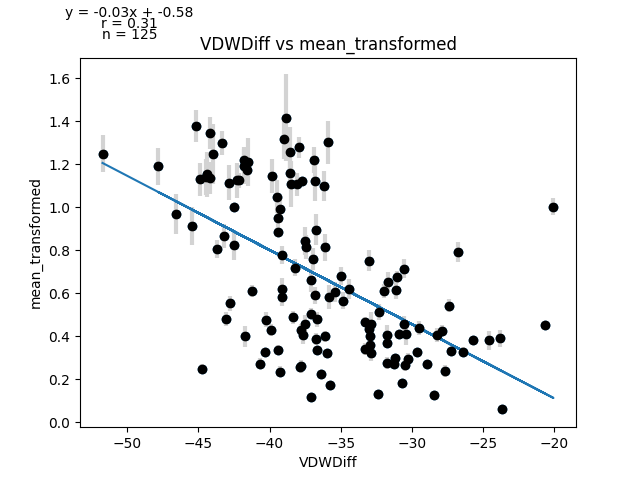 y = -0.03x + -0.58
r = 0.31
n = 125
VDWDiff vs mean_transformed
mean_transformed
1.6
1.4
1.2
1.0
0.8
0.6
0.4
0.2
0.0
−50
−45
−40
−35
−30
−25
−20
VDWDiff